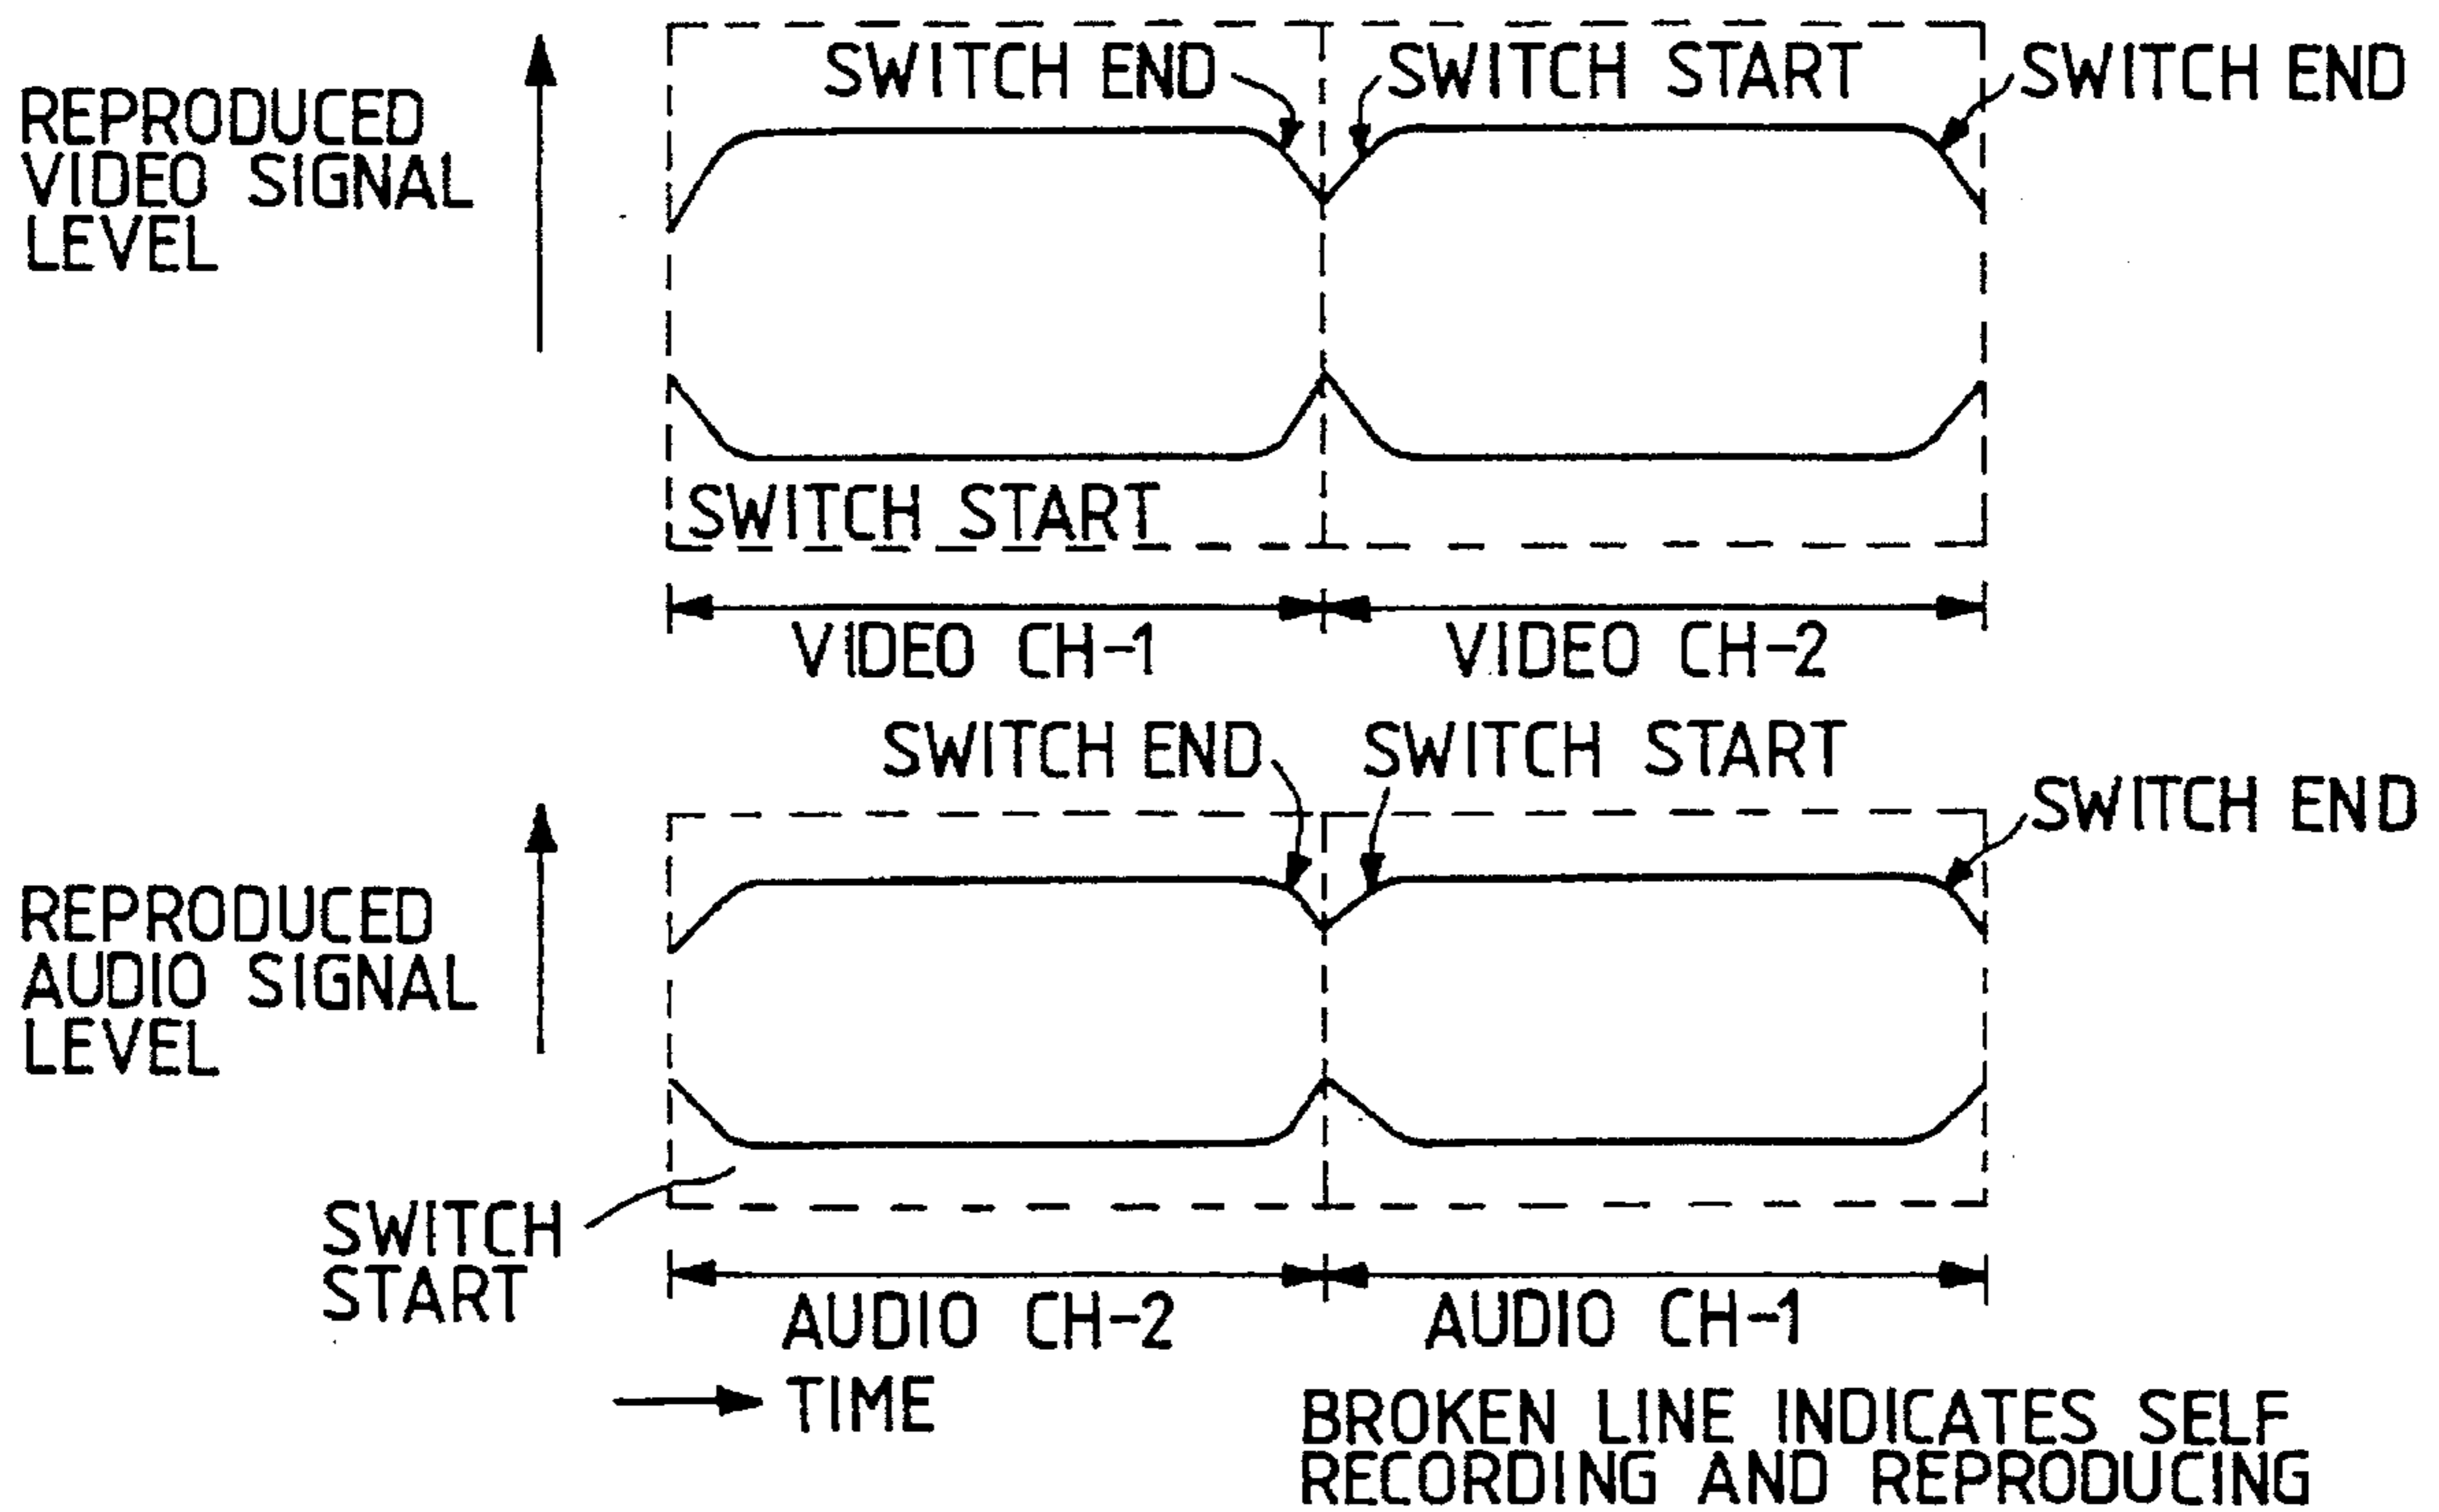 SWITCH END
SWITCH START
SWITCH END
REPRODUCED
VIDEO SIGNAL
LEVEL
SWITCH START
VIDEO CH-1
VIDEO CH-2
SWITCH END
SWITCH START
SWITCH END
REPRODUCED
AUDIO SIGNAL
LEVEL
SWITCH
START
AUDIO CH-2
AUDIO CH-1
TIME
BROKEN LINE INDICATES SELF
RECORDING AND REPRODUCING